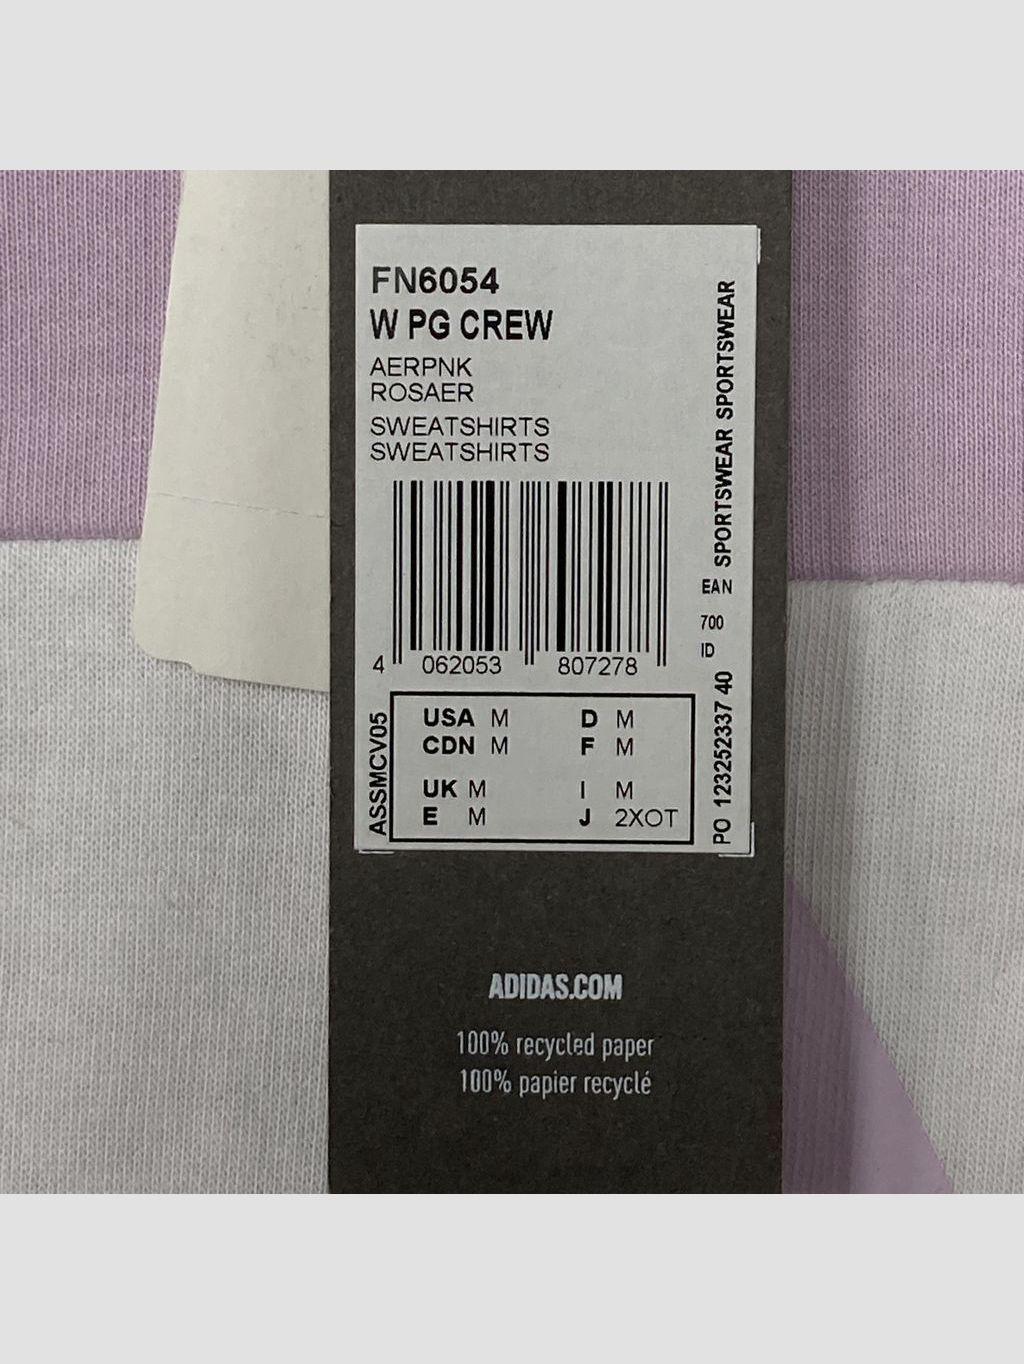 FN6054
W PG CREW
AERPNK
ROSAER
SWEATSHIRTS
SWEATSHIRTS
4 062053 807278
SPORTSWEAR SPORTSWEAR
EAN
700
ID
PO 123252337 40
ASSMCV05
USA M D M
CDN M F M
UK M I M
E M J 2XOT
ADIDAS.COM
100% recycled paper
100% papier recyclé